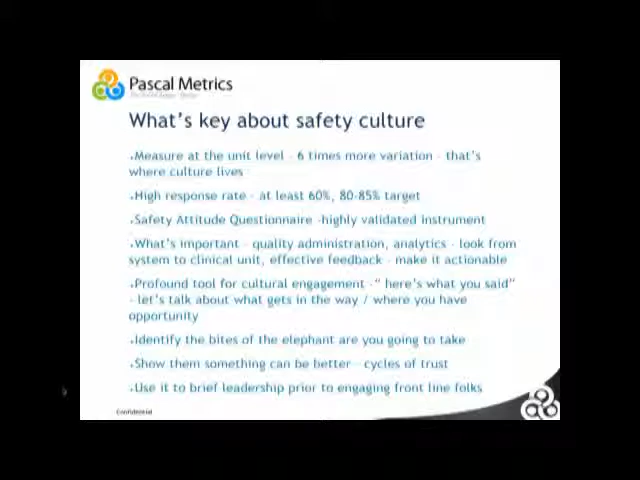 Pascal Metrics
What's key about safety culture
.Measure at the unit level - 6 times more variation - that's
where culture lives
.High response rate - at least 60%, 80-85% target
.Safety Attitude Questionnaire -highly validated instrument
.What's important - quality administration, analytics - look from
system to clinical unit, effective feedback - make it actionable
.Profound tool for cultural engagement -" here's what you said"
- let's talk about what gets in the way / where you have
opportunity
.Identify the bites of the elephant are you going to take
.Show them something can be better - cycles of trust
.Use it to brief leadership prior to engaging front line folks
Confidential